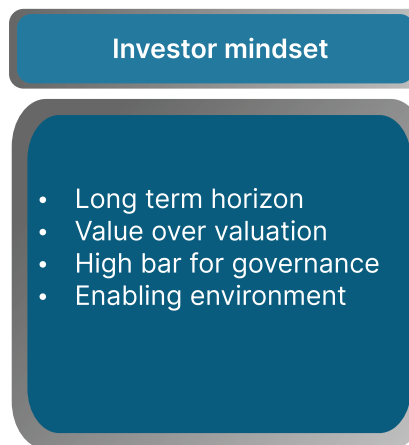 Investor mindset
• Long term horizon
• Value over valuation
• High bar for governance
• Enabling environment